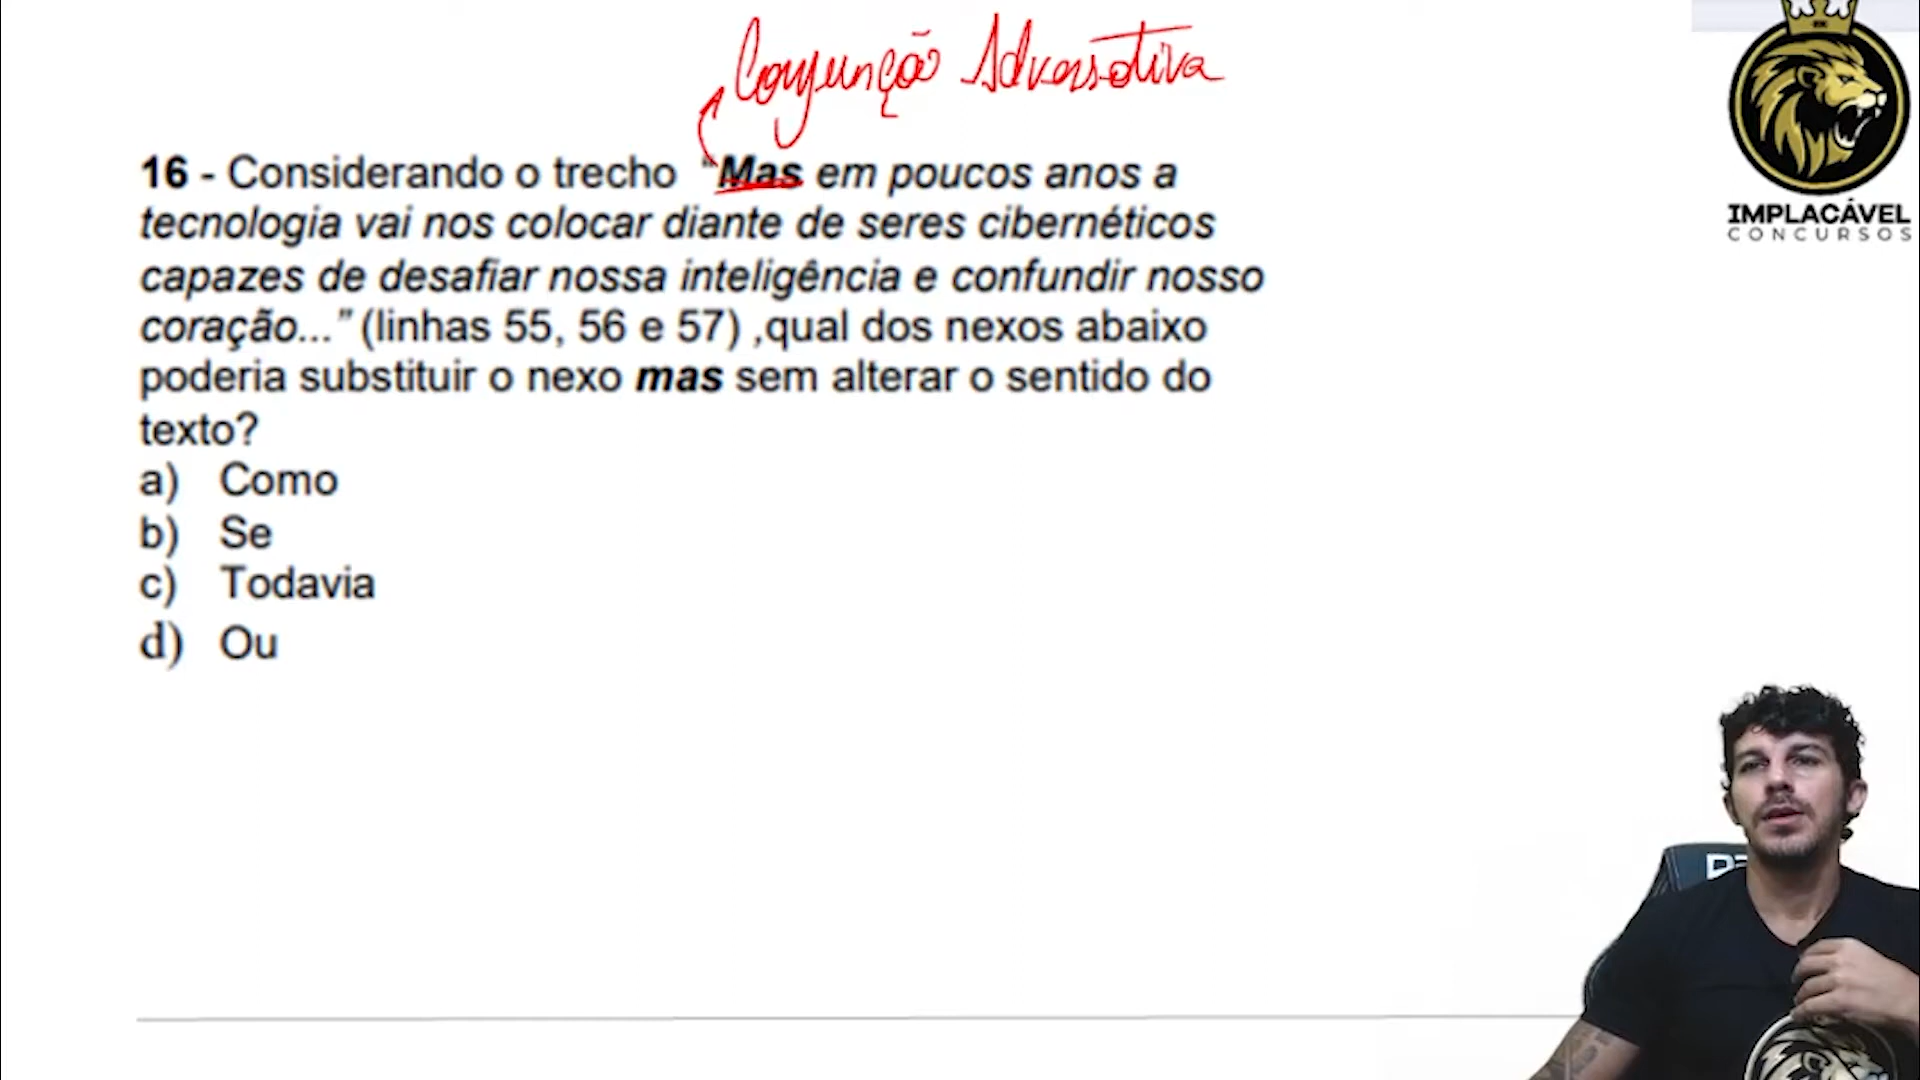 Conjunção Adversativa
16 - Considerando o trecho "Mas em poucos anos a
tecnologia vai nos colocar diante de seres cibernéticos
capazes de desafiar nossa inteligência e confundir nosso
coração..." (linhas 55, 56 e 57) ,qual dos nexos abaixo
poderia substituir o nexo mas sem alterar o sentido do
texto?
a) Como
b) Se
c) Todavia
d) Ou
IMPLACÁVEL
CONCURSOS